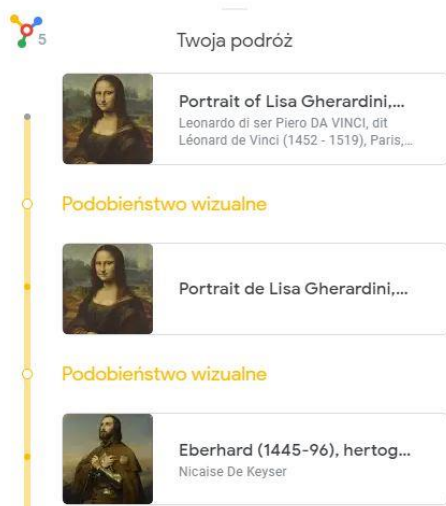 5
Twoja podróż
Portrait of Lisa Gherardini,...
Leonardo di ser Piero DA VINCI, dit
Léonard de Vinci (1452 - 1519), Paris,...
Podobieństwo wizualne
Portrait de Lisa Gherardini,...
Podobieństwo wizualne
Eberhard (1445-96), hertog...
Nicaise De Keyser